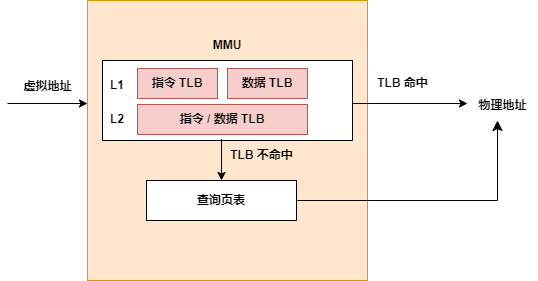 MMU
虚拟地址
L1
指令 TLB
数据 TLB
TLB 命中
物理地址
L2
指令 / 数据 TLB
TLB 不命中
查询页表